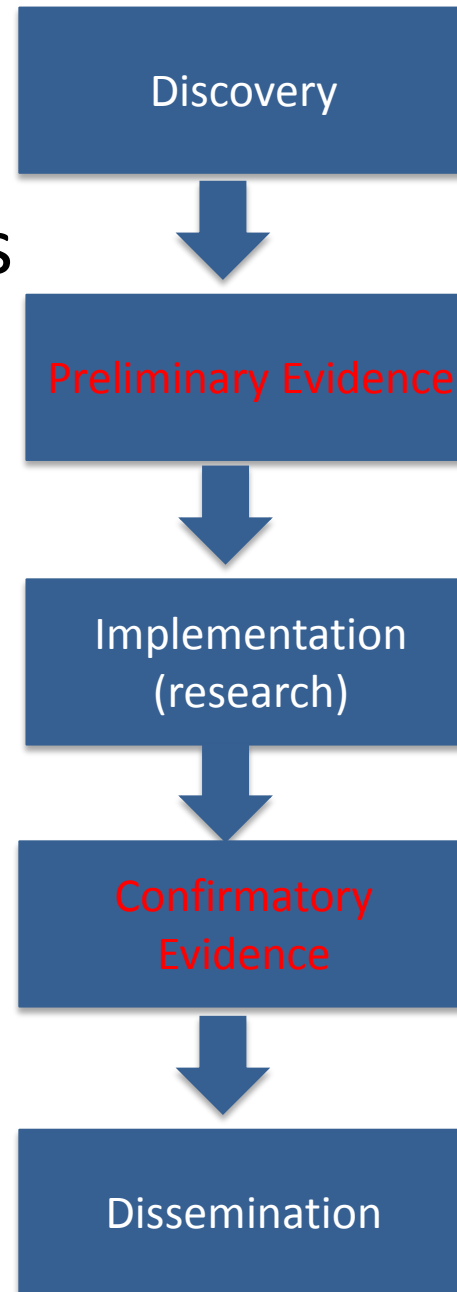 Discovery
s
Preliminary Evidence
Implementation
(research)
Confirmatory
Evidence
Dissemination